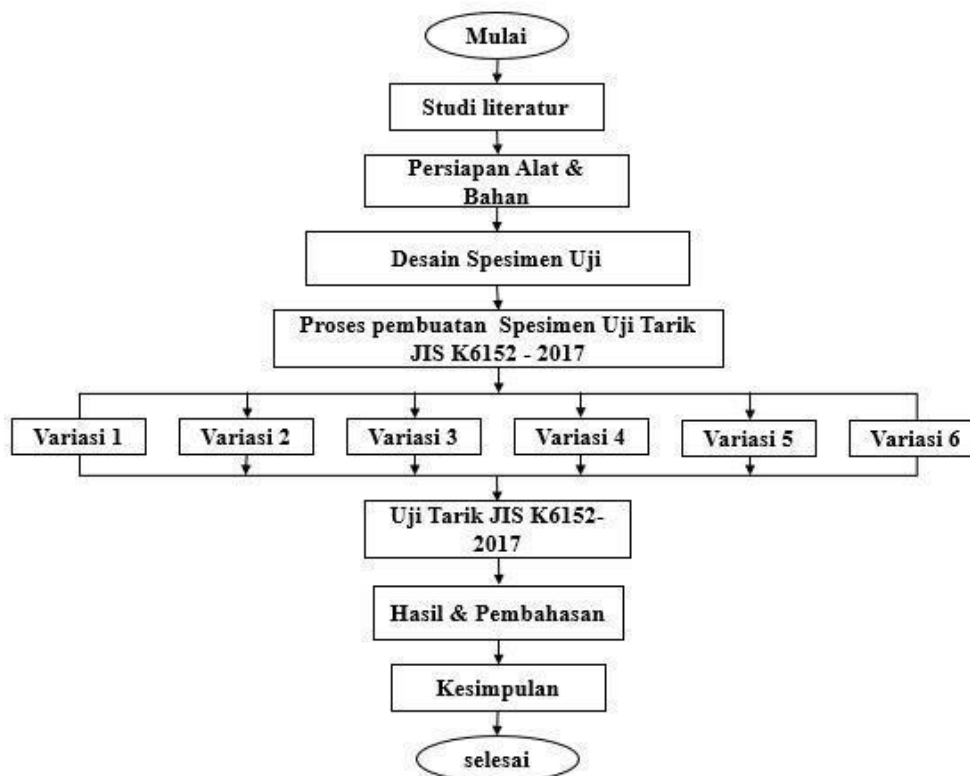 Mulai
Studi literatur
Persiapan Alat &
Bahan
Desain Spesimen Uji
Proses pembuatan Spesimen Uji Tarik
JIS K6152 - 2017
Variasi 1
Variasi 2
Variasi 3
Variasi 4
Variasi 5
Variasi 6
Uji Tarik JIS K6152-
2017
Hasil & Pembahasan
Kesimpulan
selesai